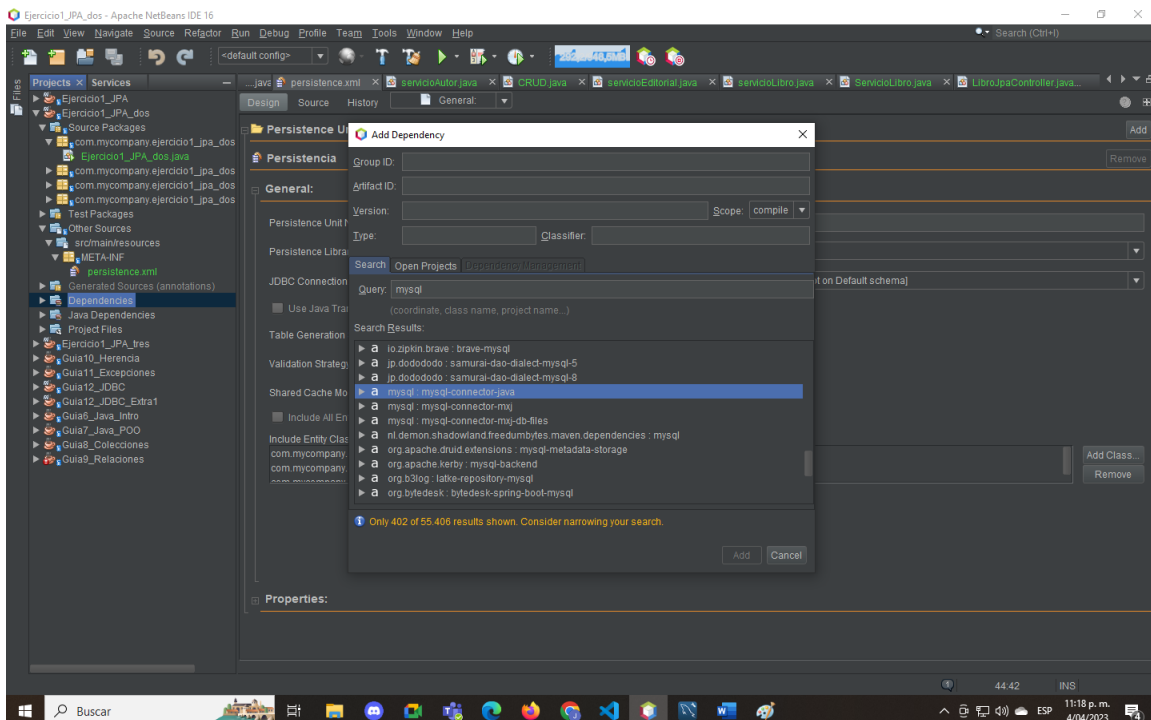 Ejercicio1_JPA_dos - Apache NetBeans IDE 16
File Edit View Navigate Source Refactor Run Debug Profile Team Tools Window Help
Search (Ctrl+I)
<default config>
Files
Projects Services
...java persistence.xml servicioAutor.java CRUD.java servicioEditorial.java servicioLibro.java ServicioLibro.java LibroJpaController.java...
Design Source History General:
Ejercicio1_JPA
Ejercicio1_JPA_dos
Source Packages
com.mycompany.ejercicio1_jpa_dos
Ejercicio1_JPA_dos.java
com.mycompany.ejercicio1_jpa_dos
com.mycompany.ejercicio1_jpa_dos
com.mycompany.ejercicio1_jpa_dos
Test Packages
Other Sources
src/main/resources
META-INF
persistence.xml
Generated Sources (annotations)
Dependencies
Java Dependencies
Project Files
Ejercicio1_JPA_tres
Guia10_Herencia
Guia11_Excepciones
Guia12_JDBC
Guia12_JDBC_Extra1
Guia6_Java_Intro
Guia7_Java_POO
Guia8_Colecciones
Guia9_Relaciones
Persistence U
Add
Persistencia
Remove
General:
Persistence Unit
Persistence Libra
JDBC Connection
t on Default schema]
Use Java Tra
Table Generation
Validation Strateg
Shared Cache Mo
Include All En
Include Entity Clas
com.mycompany.
com.mycompany.
Add Class...
Remove
Properties:
Add Dependency
Group ID:
Artifact ID:
Version: Scope: compile
Type: Classifier:
Search Open Projects Dependency Management
Query: mysql
(coordinate, class name, project name...)
Search Results:
a io.zipkin.brave : brave-mysql
a jp.dodododo : samurai-dao-dialect-mysql-5
a jp.dodododo : samurai-dao-dialect-mysql-8
a mysql : mysql-connector-java
a mysql : mysql-connector-mxj
a mysql : mysql-connector-mxj-db-files
a nl.demon.shadowland.freedumbytes.maven.dependencies : mysql
a org.apache.druid.extensions : mysql-metadata-storage
a org.apache.kerby : mysql-backend
a org.b3log : latke-repository-mysql
a org.bytedesk : bytedesk-spring-boot-mysql
Only 402 of 55.406 results shown. Consider narrowing your search.
Add Cancel
44:42 INS
Buscar
ESP
11:18 p. m.
4/04/2023